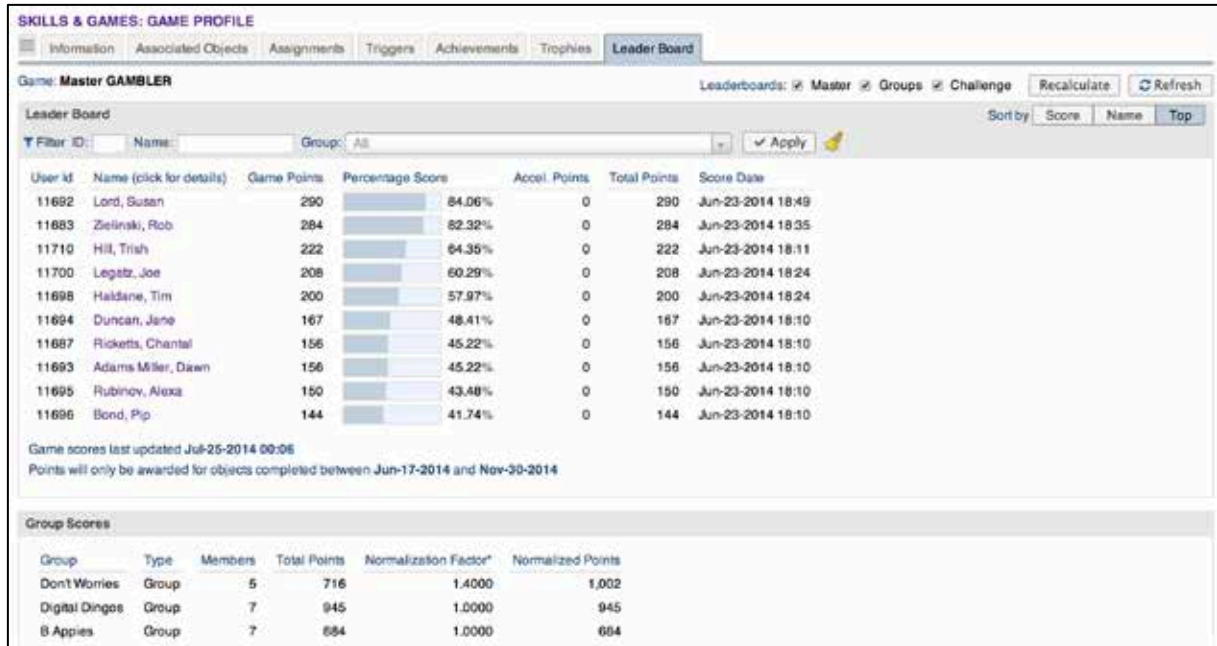 SKILLS & GAMES: GAME PROFILE
Information Associated Objects Assignments Triggers Achievements Trophies Leader Board
Game: Master GAMBLER Leaderboards: Master Groups Challenge Recalculate Refresh
Leader Board Sort by Score Name Top
Filter ID: Name: Group: All Apply
User Id Name (click for details) Game Points Percentage Score Accel. Points Total Points Score Date
11692 Lord, Susan 290 84.06% 0 290 Jun-23-2014 18:49
11683 Zielinski, Rob 284 82.32% 0 284 Jun-23-2014 18:35
11710 Hill, Trish 222 64.35% 0 222 Jun-23-2014 18:11
11700 Legatz, Joe 208 60.29% 0 208 Jun-23-2014 18:24
11698 Haldane, Tim 200 57.97% 0 200 Jun-23-2014 18:24
11694 Duncan, Jane 167 48.41% 0 167 Jun-23-2014 18:10
11687 Ricketts, Chantal 156 45.22% 0 156 Jun-23-2014 18:10
11693 Adams Miller, Dawn 156 45.22% 0 156 Jun-23-2014 18:10
11695 Rubinov, Alexa 150 43.48% 0 150 Jun-23-2014 18:10
11696 Bond, Pip 144 41.74% 0 144 Jun-23-2014 18:10
Game scores last updated Jul-25-2014 00:06
Points will only be awarded for objects completed between Jun-17-2014 and Nov-30-2014
Group Scores
Group Type Members Total Points Normalization Factor* Normalized Points
Don't Worries Group 5 716 1.4000 1,002
Digital Dingos Group 7 945 1.0000 945
B Appies Group 7 684 1.0000 684